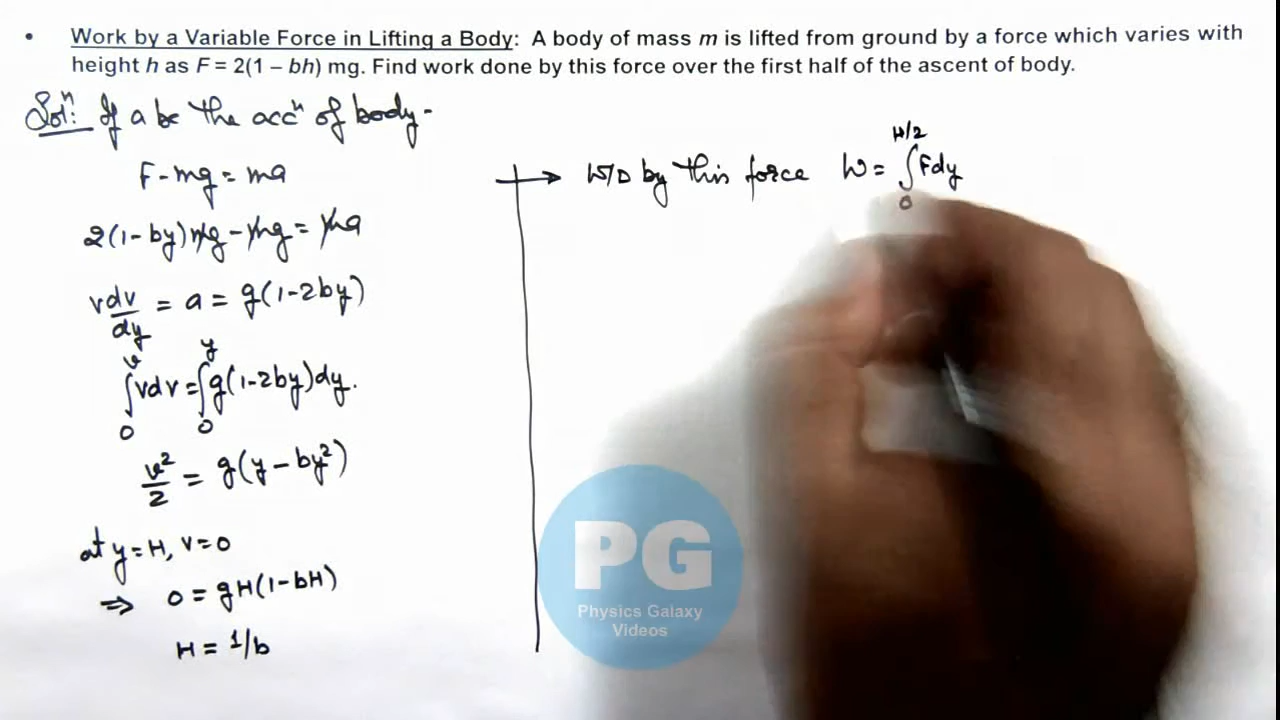 • Work by a Variable Force in Lifting a Body: A body of mass m is lifted from ground by a force which varies with
height h as F = 2(1 – bh) mg. Find work done by this force over the first half of the ascent of body.
Solⁿ: If a be the accⁿ of body-
F - mg = ma
2(1 - by)mg - mg = ma
vdv/dy = a = g(1 - 2by)
∫₀ᵛ vdv = ∫₀ʸ g(1 - 2by)dy.
v²/2 = g(y - by²)
at y = H, v = 0
⇒ 0 = gH(1 - bH)
H = 1/b
→ W/D by this force W = ∫₀^(H/2) Fdy
PG
Physics Galaxy
Videos